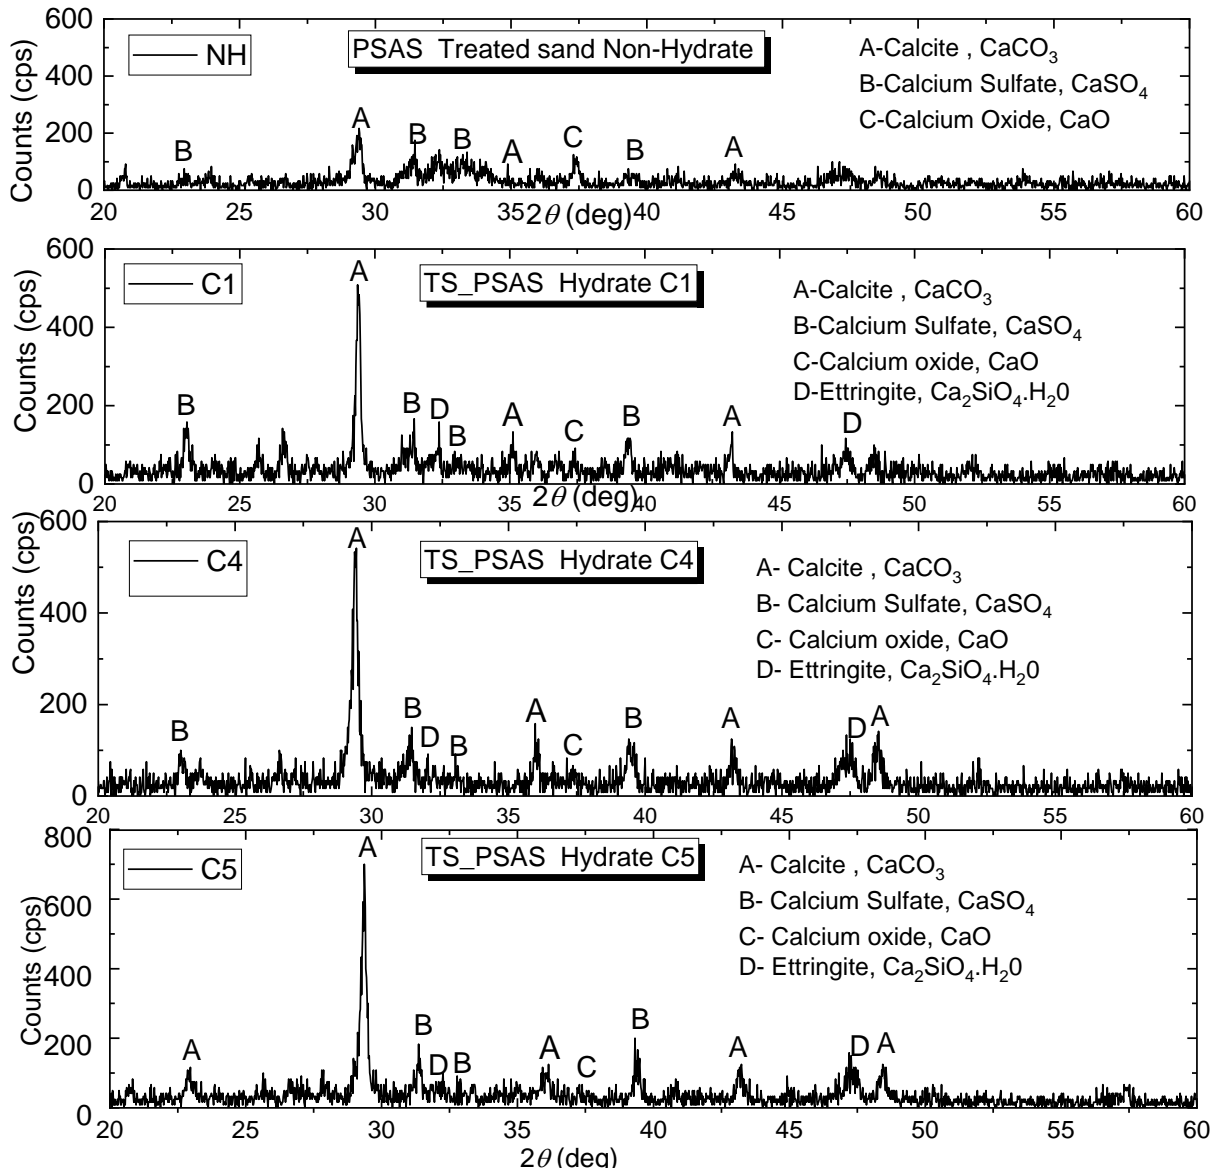 NH
PSAS Treated sand Non-Hydrate
A-Calcite , CaCO₃
B-Calcium Sulfate, CaSO₄
C-Calcium Oxide, CaO
Counts (cps)
600
400
200
0
B
A
B
B
A
C
B
A
20 25 30 35 40 45 50 55 60
2θ (deg)
C1
TS_PSAS Hydrate C1
A-Calcite , CaCO₃
B-Calcium Sulfate, CaSO₄
C-Calcium oxide, CaO
D-Ettringite, Ca₂SiO₄.H₂0
Counts (cps)
600
400
200
0
B
A
B
D
B
A
C
B
A
D
20 25 30 35 40 45 50 55 60
2θ (deg)
C4
TS_PSAS Hydrate C4
A- Calcite , CaCO₃
B- Calcium Sulfate, CaSO₄
C- Calcium oxide, CaO
D- Ettringite, Ca₂SiO₄.H₂0
Counts (cps)
600
400
200
0
B
A
B
D
B
A
C
B
A
D
A
20 25 30 35 40 45 50 55 60
C5
TS_PSAS Hydrate C5
A- Calcite , CaCO₃
B- Calcium Sulfate, CaSO₄
C- Calcium oxide, CaO
D- Ettringite, Ca₂SiO₄.H₂0
Counts (cps)
800
600
400
200
0
A
A
B
D
B
A
C
B
A
D
A
20 25 30 35 40 45 50 55 60
2θ (deg)